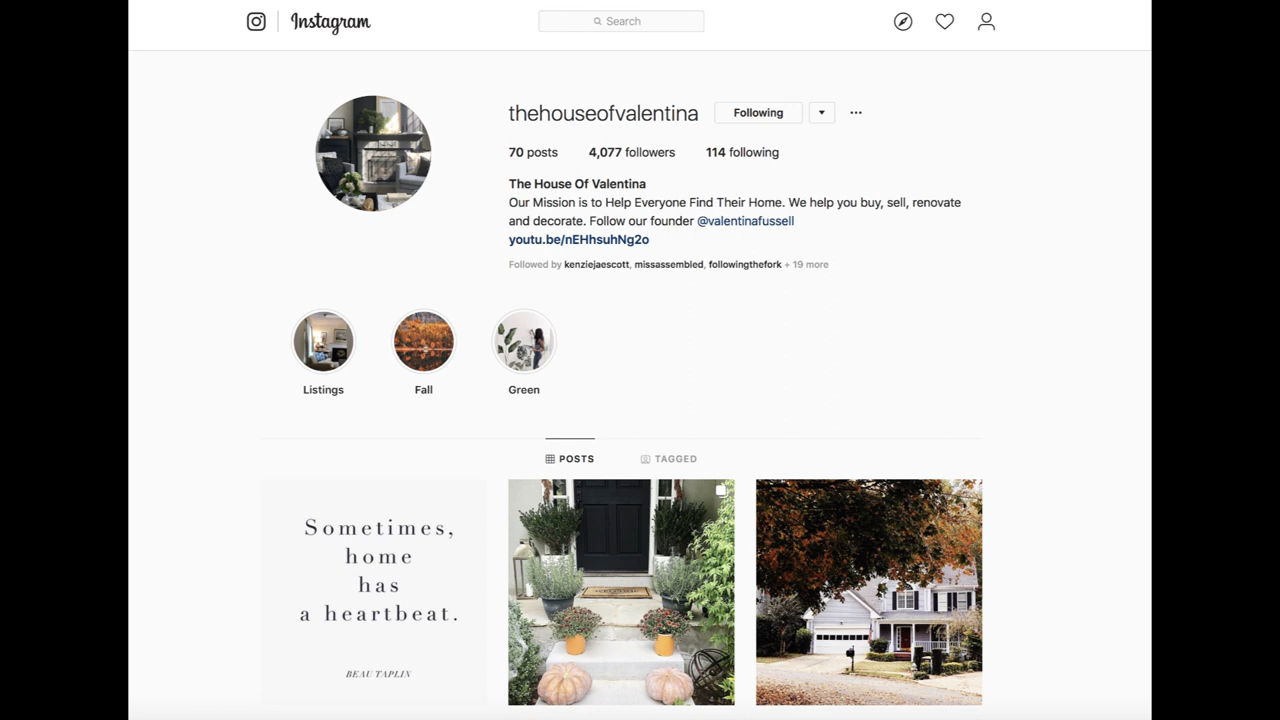 Instagram
Search
thehouseofvalentina Following
70 posts 4,077 followers 114 following
The House Of Valentina
Our Mission is to Help Everyone Find Their Home. We help you buy, sell, renovate
and decorate. Follow our founder @valentinafussell
youtu.be/nEHhsuhNg2o
Followed by kenziejaescott, missassembled, followingthefork + 19 more
Listings Fall Green
POSTS TAGGED
Sometimes,
home
has
a heartbeat.
BEAU TAPLIN